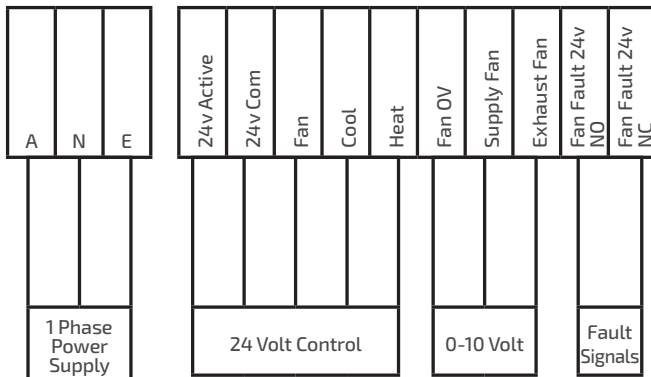 A
N
E
24v Active
24v Com
Fan
Cool
Heat
Fan 0V
Supply Fan
Exhaust Fan
Fan Fault 24v
NO
Fan Fault 24v
NC
1 Phase
Power
Supply
24 Volt Control
0-10 Volt
Fault
Signals